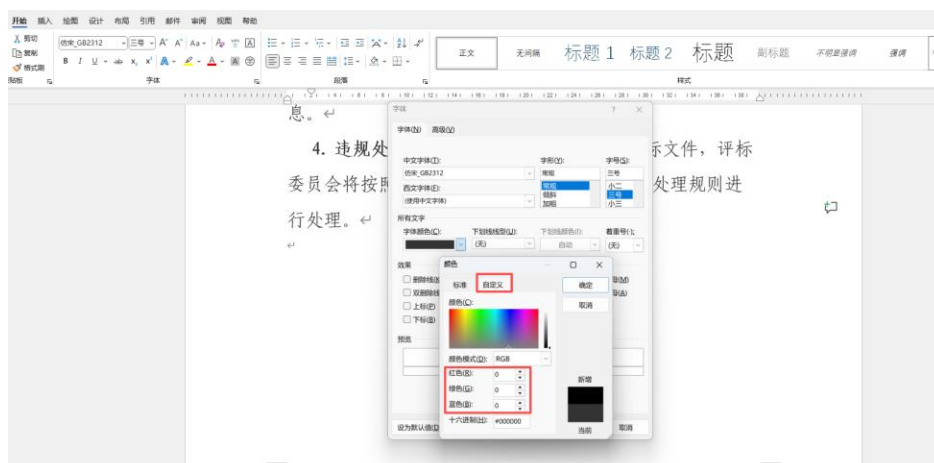 开始 插入 绘图 设计 布局 引用 邮件 审阅 视图 帮助
剪切
复制
格式刷
仿宋_GB2312 三号
字体
段落
正文 无间隔 标题 1 标题 2 标题 副标题 不明显强调 强调
样式
息。
4. 违规处
标文件，评标
委员会将按照
处理规则进
行处理。
字体
字体(N) 高级(V)
中文字体(T): 字形(Y): 字号(S):
仿宋_GB2312 常规 三号
西文字体(F): 常规 小二
倾斜 三号
(使用中文字体) 加粗 小三
所有文字
字体颜色(C): 下划线线型(U): 下划线颜色(I): 着重号(·):
(无) 自动 (无)
效果
删除线(K)
双删除线
上标(P)
下标(B)
预览
设为默认值(D)
取消
颜色
标准 自定义
确定
取消
颜色(C):
颜色模式(D): RGB
红色(R): 0
绿色(G): 0
蓝色(B): 0
十六进制(H): #000000
新增
当前